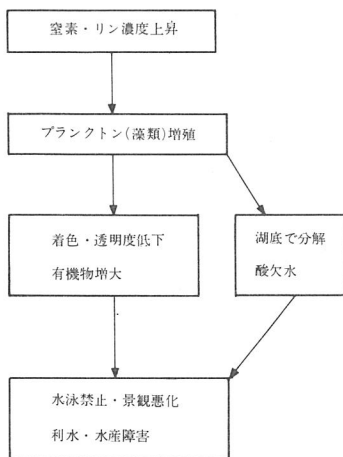 窒素・リン濃度上昇
プランクトン(藻類)増殖
着色・透明度低下
有機物増大
湖底で分解
酸欠水
水泳禁止・景観悪化
利水・水産障害